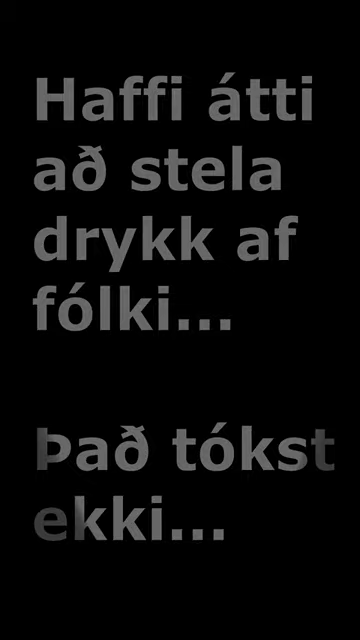 Haffi átti
að stela
drykk af
fólki...
Það tókst
ekki...